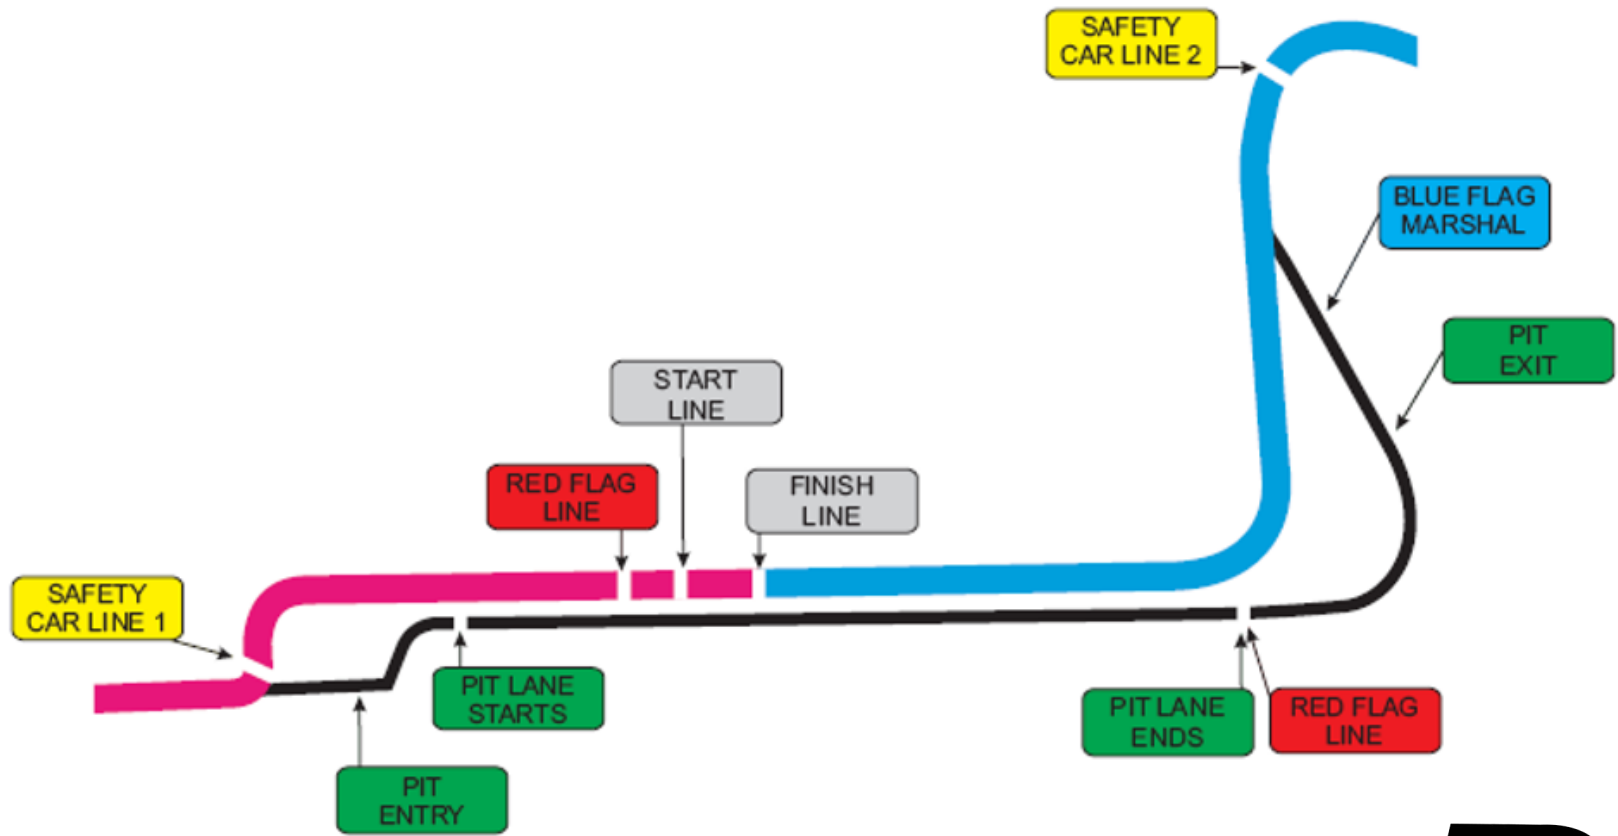 SAFETY
CAR LINE 2
BLUE FLAG
MARSHAL
PIT
EXIT
START
LINE
RED FLAG
LINE
FINISH
LINE
SAFETY
CAR LINE 1
PIT LANE
STARTS
PIT LANE
ENDS
RED FLAG
LINE
PIT
ENTRY